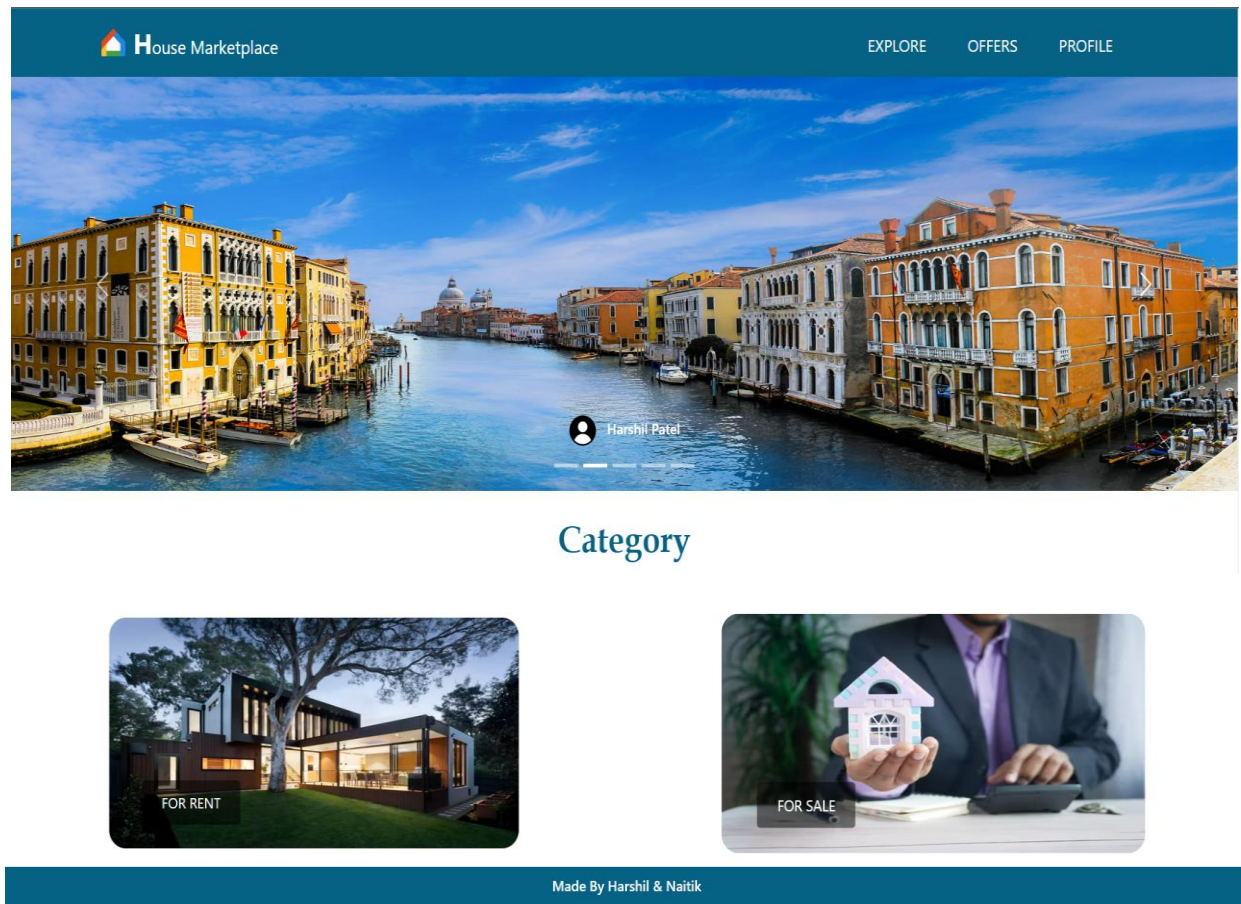 House Marketplace
EXPLORE OFFERS PROFILE
Harshil Patel
Category
FOR RENT
FOR SALE
Made By Harshil & Naitik